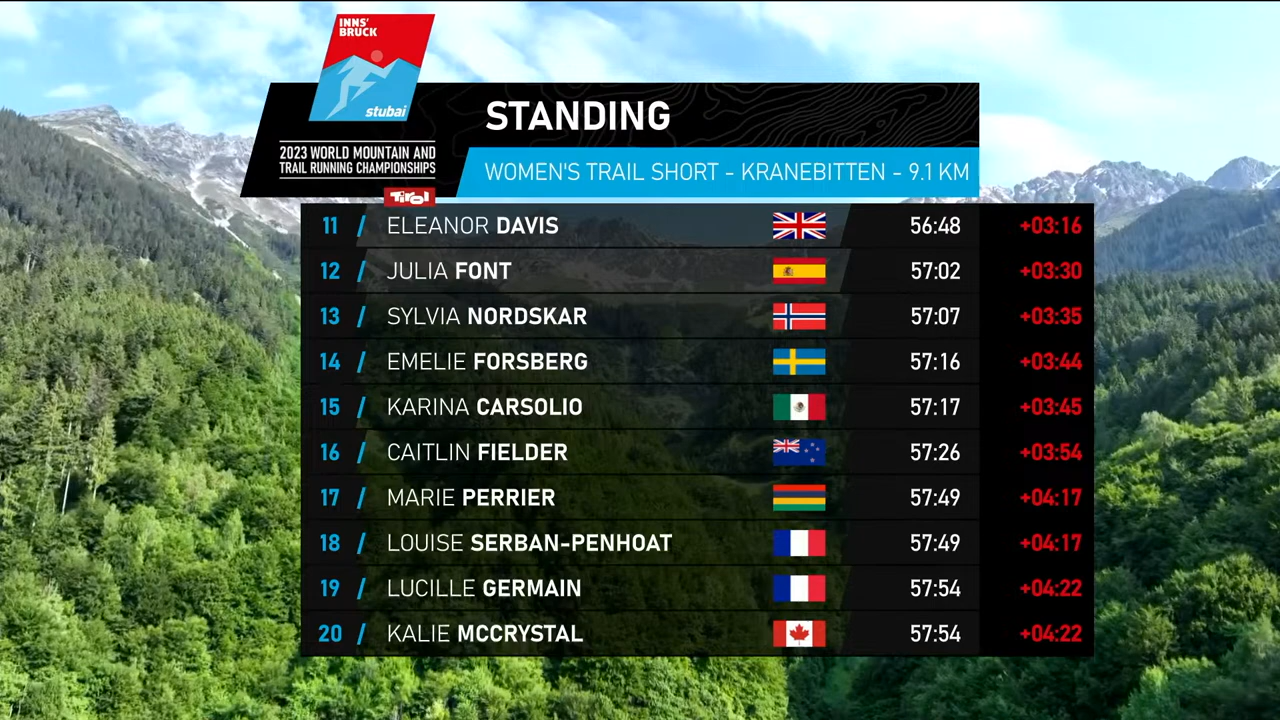 INNS'
BRUCK
stubai
2023 WORLD MOUNTAIN AND
TRAIL RUNNING CHAMPIONSHIPS
Tirol
STANDING
WOMEN'S TRAIL SHORT - KRANEBITTEN - 9.1 KM
11 / ELEANOR DAVIS 56:48 +03:16
12 / JULIA FONT 57:02 +03:30
13 / SYLVIA NORDSKAR 57:07 +03:35
14 / EMELIE FORSBERG 57:16 +03:44
15 / KARINA CARSOLIO 57:17 +03:45
16 / CAITLIN FIELDER 57:26 +03:54
17 / MARIE PERRIER 57:49 +04:17
18 / LOUISE SERBAN-PENHOAT 57:49 +04:17
19 / LUCILLE GERMAIN 57:54 +04:22
20 / KALIE MCCRYSTAL 57:54 +04:22